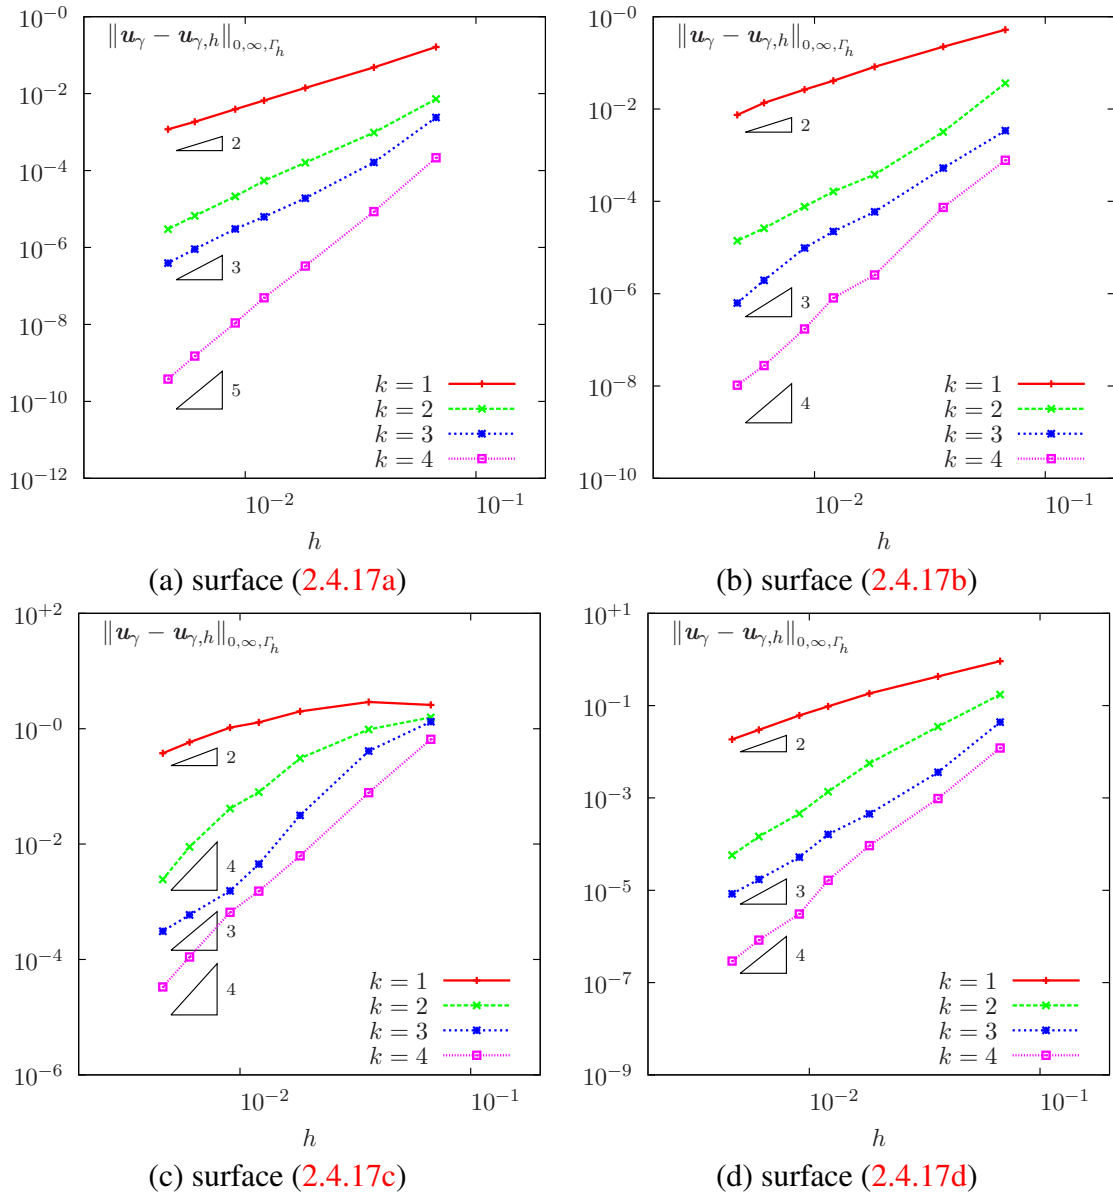 ‖u_γ − u_{γ,h}‖_{0,∞,Γ_h}
10^{−0}
10^{−2}
10^{−4}
10^{−6}
10^{−8}
10^{−10}
10^{−12}
2
3
5
k = 1
k = 2
k = 3
k = 4
10^{−2} 10^{−1}
h
(a) surface (2.4.17a)
‖u_γ − u_{γ,h}‖_{0,∞,Γ_h}
10^{−0}
10^{−2}
10^{−4}
10^{−6}
10^{−8}
10^{−10}
2
3
4
k = 1
k = 2
k = 3
k = 4
10^{−2} 10^{−1}
h
(b) surface (2.4.17b)
‖u_γ − u_{γ,h}‖_{0,∞,Γ_h}
10^{+2}
10^{−0}
10^{−2}
10^{−4}
10^{−6}
2
4
3
4
k = 1
k = 2
k = 3
k = 4
10^{−2} 10^{−1}
h
(c) surface (2.4.17c)
‖u_γ − u_{γ,h}‖_{0,∞,Γ_h}
10^{+1}
10^{−1}
10^{−3}
10^{−5}
10^{−7}
10^{−9}
2
3
4
k = 1
k = 2
k = 3
k = 4
10^{−2} 10^{−1}
h
(d) surface (2.4.17d)